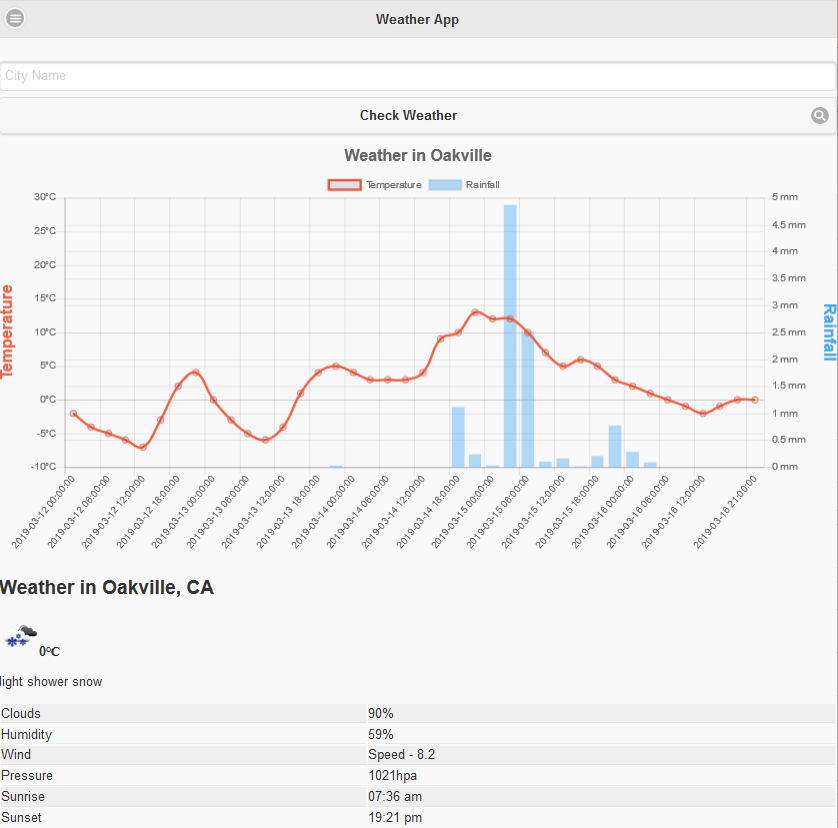 Weather App
City Name
Check Weather
Weather in Oakville
Temperature Rainfall
30°C 5 mm
25°C 4.5 mm
20°C 4 mm
15°C 3.5 mm
10°C 3 mm
5°C 2.5 mm
0°C 2 mm
-5°C 1.5 mm
-10°C 1 mm
0.5 mm
0 mm
Temperature
Rainfall
2019-03-12 00:00:00
2019-03-12 06:00:00
2019-03-12 12:00:00
2019-03-12 18:00:00
2019-03-13 00:00:00
2019-03-13 06:00:00
2019-03-13 12:00:00
2019-03-13 18:00:00
2019-03-14 00:00:00
2019-03-14 06:00:00
2019-03-14 12:00:00
2019-03-14 18:00:00
2019-03-15 00:00:00
2019-03-15 06:00:00
2019-03-15 12:00:00
2019-03-15 18:00:00
2019-03-16 00:00:00
2019-03-16 06:00:00
2019-03-16 12:00:00
2019-03-16 21:00:00
Weather in Oakville, CA
0°C
light shower snow
Clouds 90%
Humidity 59%
Wind Speed - 8.2
Pressure 1021hpa
Sunrise 07:36 am
Sunset 19:21 pm